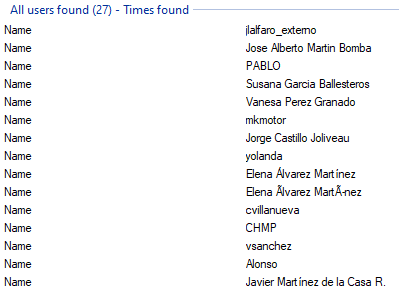 All users found (27) - Times found
Name jlalfaro_externo
Name Jose Alberto Martin Bomba
Name PABLO
Name Susana Garcia Ballesteros
Name Vanesa Perez Granado
Name mkmotor
Name Jorge Castillo Joliveau
Name yolanda
Name Elena Álvarez Martínez
Name Elena Ãlvarez MartÃ-nez
Name cvillanueva
Name CHMP
Name vsanchez
Name Alonso
Name Javier Martínez de la Casa R.